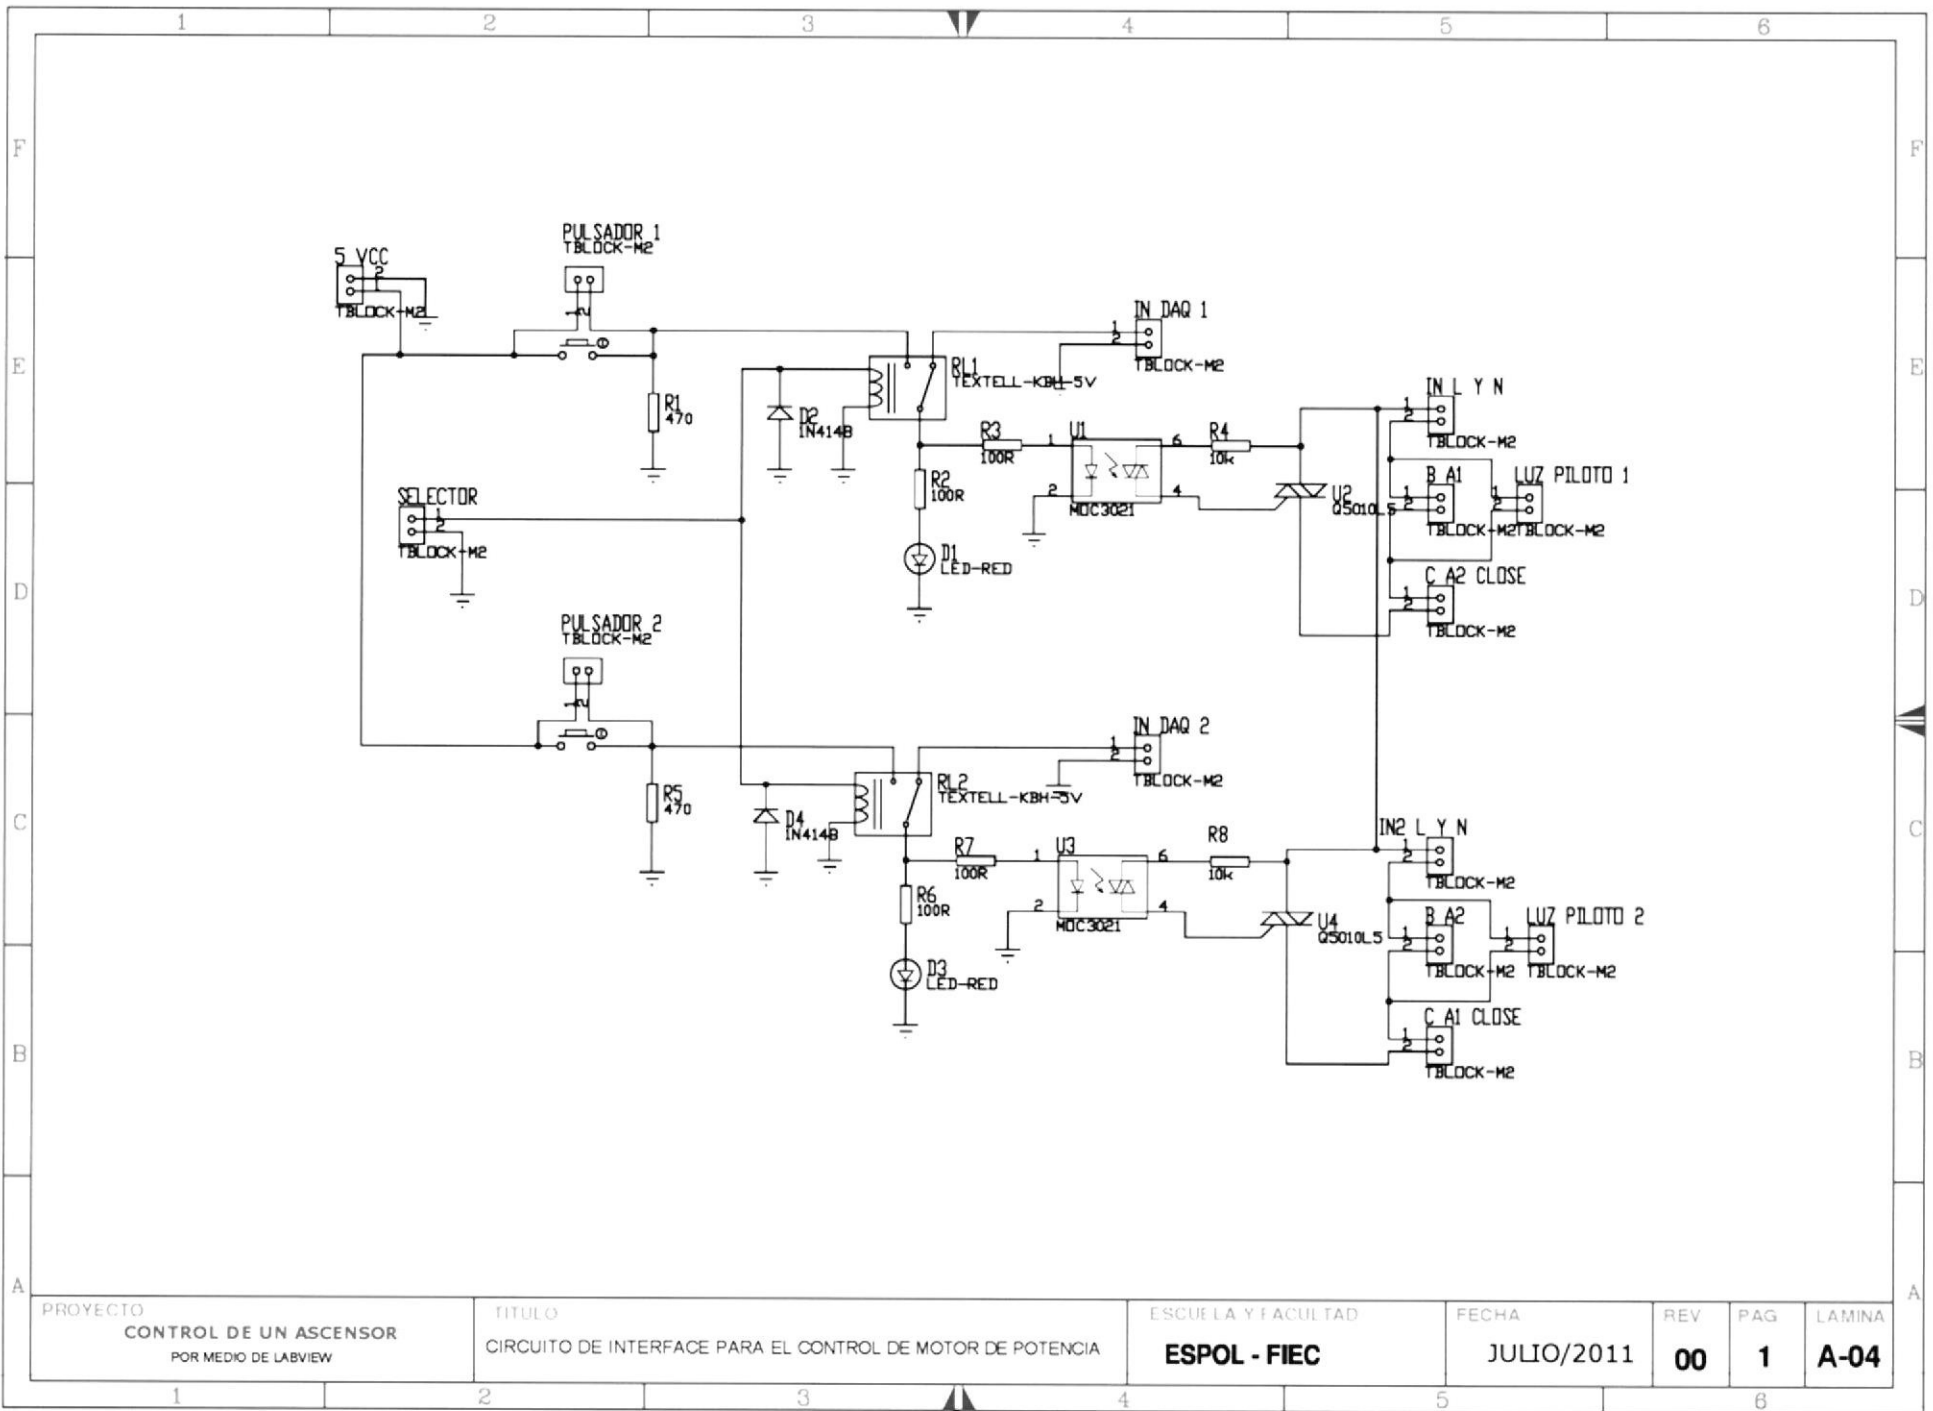 1 2 3 4 5 6
F F
PULSADOR 1
TBLOCK-M2
5 VCC
2
1
TBLOCK-M2
1 2
IN DAQ 1
1
2
TBLOCK-M2
E E
RL1
TEXTELL-KBH-5V
R1
470
D2
1N4148
IN L Y N
1
2
TBLOCK-M2
R3
100R
1 U1 6
2 4
MOC3021
R4
10k
R2
100R
U2
Q5010L5
B A1
1
2
TBLOCK-M2
LUZ PILOTO 1
1
2
TBLOCK-M2
SELECTOR
1
2
TBLOCK-M2
D1
LED-RED
C A2 CLOSE
1
2
TBLOCK-M2
D D
PULSADOR 2
TBLOCK-M2
1 2
IN DAQ 2
1
2
TBLOCK-M2
RL2
TEXTELL-KBH-5V
R5
470
D4
1N4148
C C
IN2 L Y N
1
2
TBLOCK-M2
R7
100R
1 U3 6
2 4
MOC3021
R8
10k
R6
100R
U4
Q5010L5
B A2
1
2
TBLOCK-M2
LUZ PILOTO 2
1
2
TBLOCK-M2
D3
LED-RED
C A1 CLOSE
1
2
TBLOCK-M2
B B
A A
PROYECTO
CONTROL DE UN ASCENSOR
POR MEDIO DE LABVIEW
TITULO
CIRCUITO DE INTERFACE PARA EL CONTROL DE MOTOR DE POTENCIA
ESCUELA Y FACULTAD
ESPOL - FIEC
FECHA
JULIO/2011
REV
00
PAG
1
LAMINA
A-04
1 2 3 4 5 6